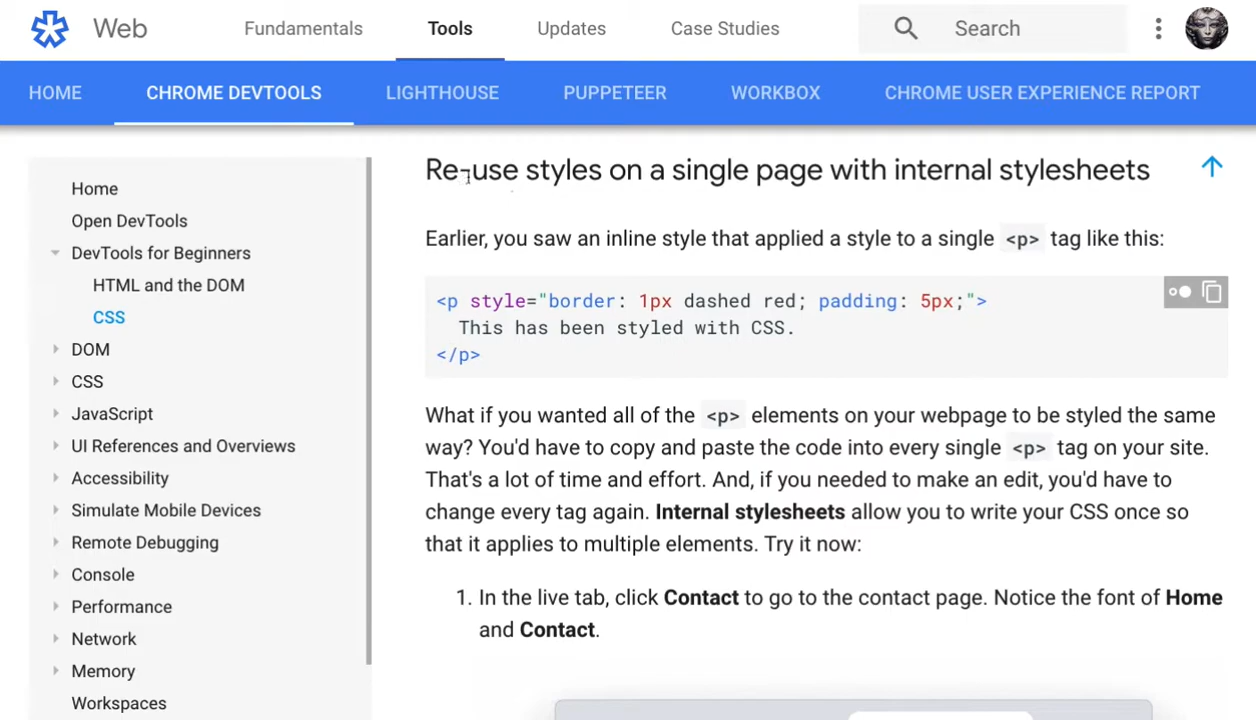 Web
Fundamentals
Tools
Updates
Case Studies
Search
HOME
CHROME DEVTOOLS
LIGHTHOUSE
PUPPETEER
WORKBOX
CHROME USER EXPERIENCE REPORT
Home
Open DevTools
DevTools for Beginners
HTML and the DOM
CSS
DOM
CSS
JavaScript
UI References and Overviews
Accessibility
Simulate Mobile Devices
Remote Debugging
Console
Performance
Network
Memory
Workspaces
Re-use styles on a single page with internal stylesheets
Earlier, you saw an inline style that applied a style to a single <p> tag like this:
<p style="border: 1px dashed red; padding: 5px;">
This has been styled with CSS.
</p>
What if you wanted all of the <p> elements on your webpage to be styled the same
way? You'd have to copy and paste the code into every single <p> tag on your site.
That's a lot of time and effort. And, if you needed to make an edit, you'd have to
change every tag again. Internal stylesheets allow you to write your CSS once so
that it applies to multiple elements. Try it now:
1. In the live tab, click Contact to go to the contact page. Notice the font of Home
and Contact.